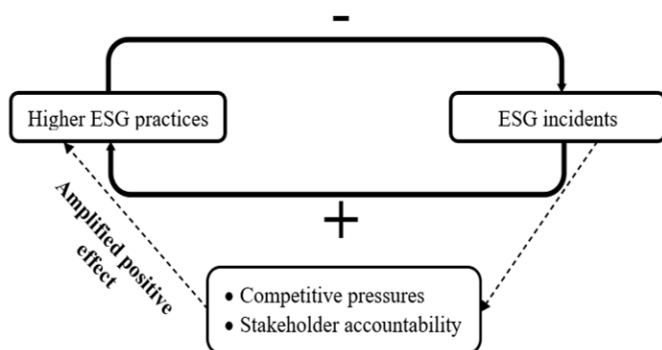 -
Higher ESG practices
ESG incidents
+
Amplified positive
effect
• Competitive pressures
• Stakeholder accountability